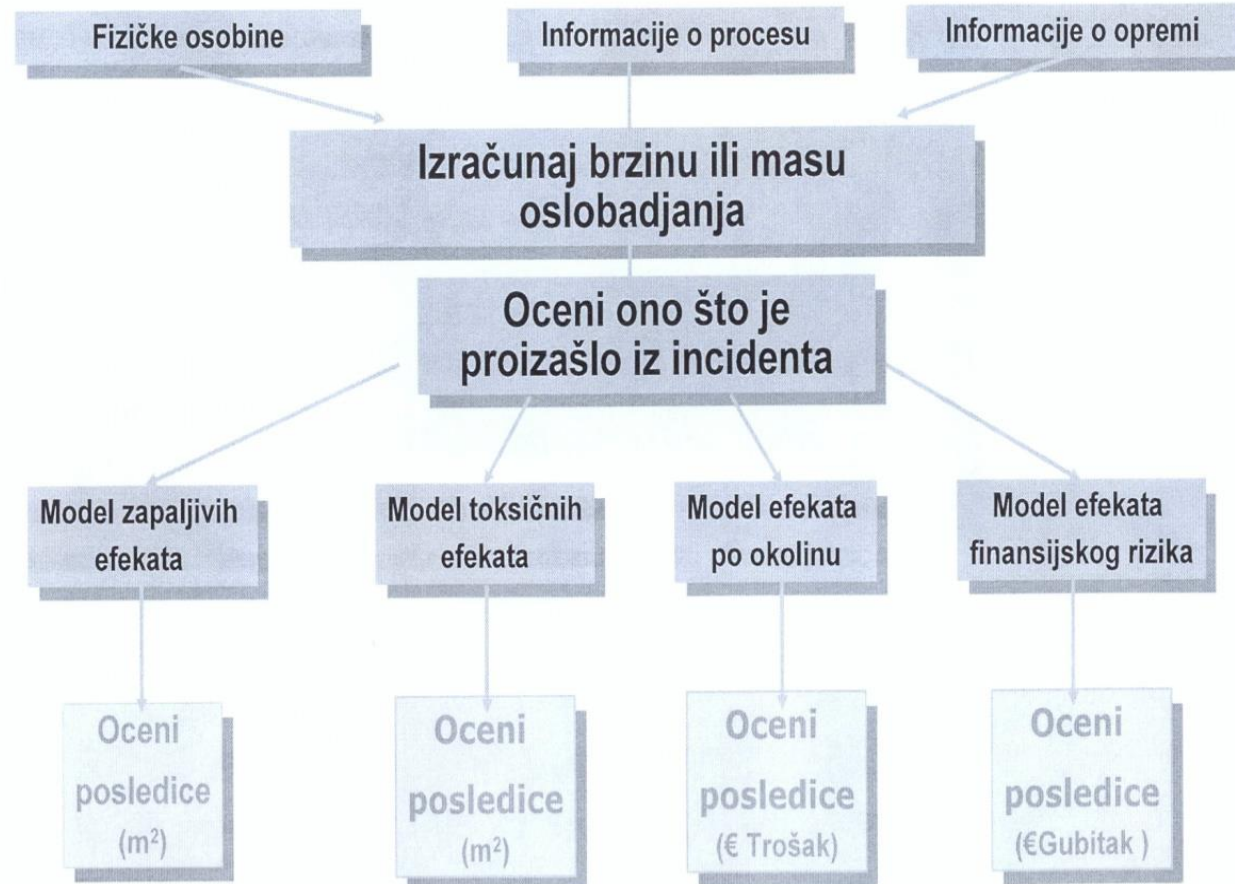 Fizičke osobine
Informacije o procesu
Informacije o opremi
Izračunaj brzinu ili masu
oslobadjanja
Oceni ono što je
proizašlo iz incidenta
Model zapaljivih
efekata
Model toksičnih
efekata
Model efekata
po okolinu
Model efekata
finansijskog rizika
Oceni
posledice
(m²)
Oceni
posledice
(m²)
Oceni
posledice
(€ Trošak)
Oceni
posledice
(€Gubitak )